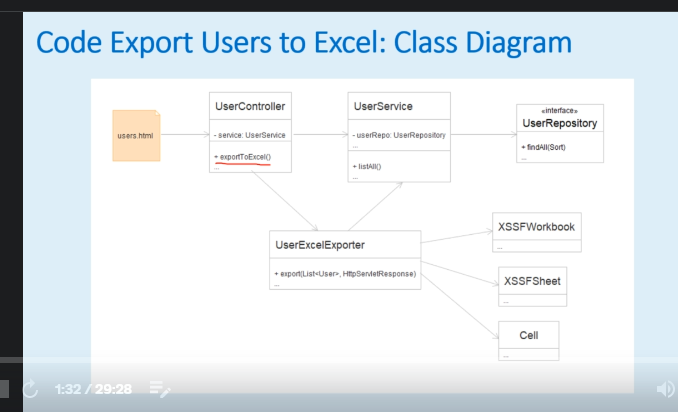 Code Export Users to Excel: Class Diagram
users.html
UserController
- service: UserService
+ exportToExcel()
...
UserService
- userRepo: UserRepository
...
+ listAll()
...
«interface»
UserRepository
+ findAll(Sort)
...
UserExcelExporter
+ export(List<User>, HttpServletResponse)
...
XSSFWorkbook
...
XSSFSheet
...
Cell
...
1:32 / 29:28